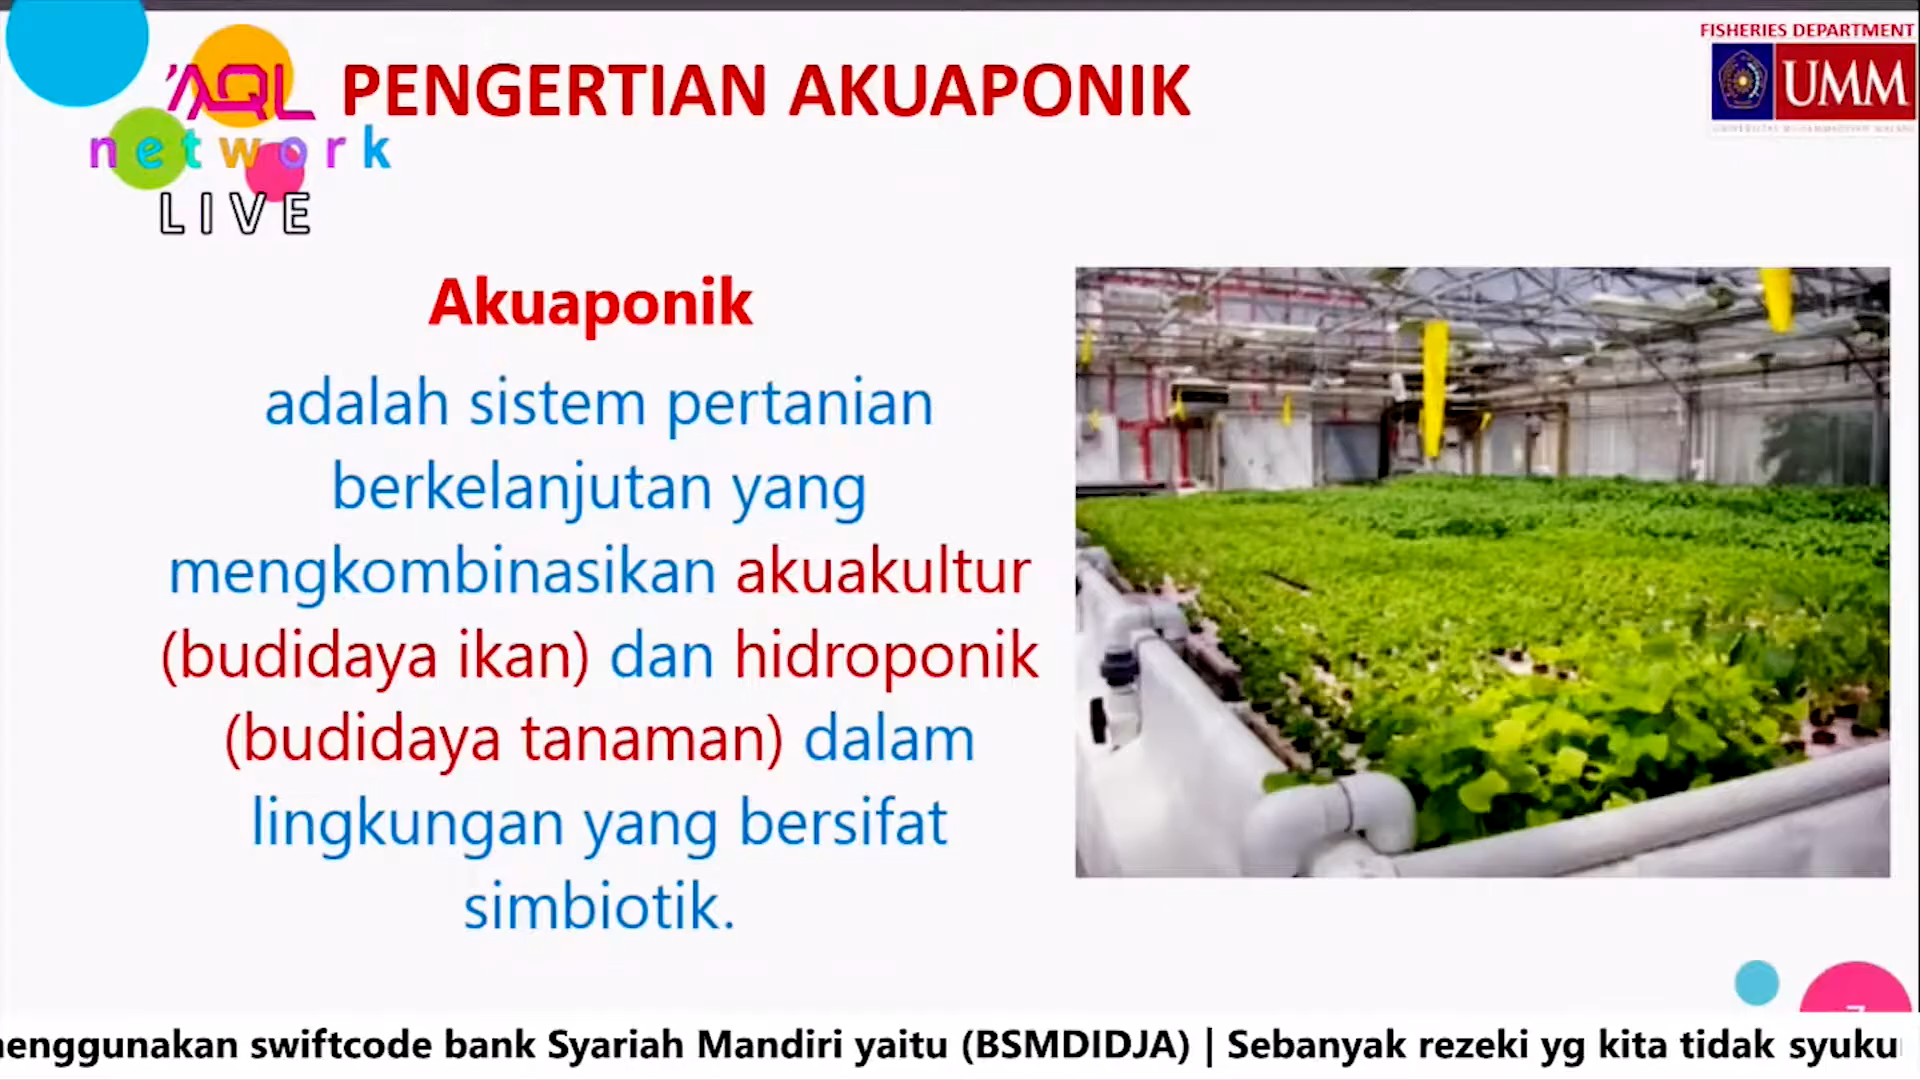 FISHERIES DEPARTMENT
'AQL PENGERTIAN AKUAPONIK
UMM
network
LIVE
Akuaponik
adalah sistem pertanian
berkelanjutan yang
mengkombinasikan akuakultur
(budidaya ikan) dan hidroponik
(budidaya tanaman) dalam
lingkungan yang bersifat
simbiotik.
enggunakan swiftcode bank Syariah Mandiri yaitu (BSMDIDJA) | Sebanyak rezeki yg kita tidak syuku